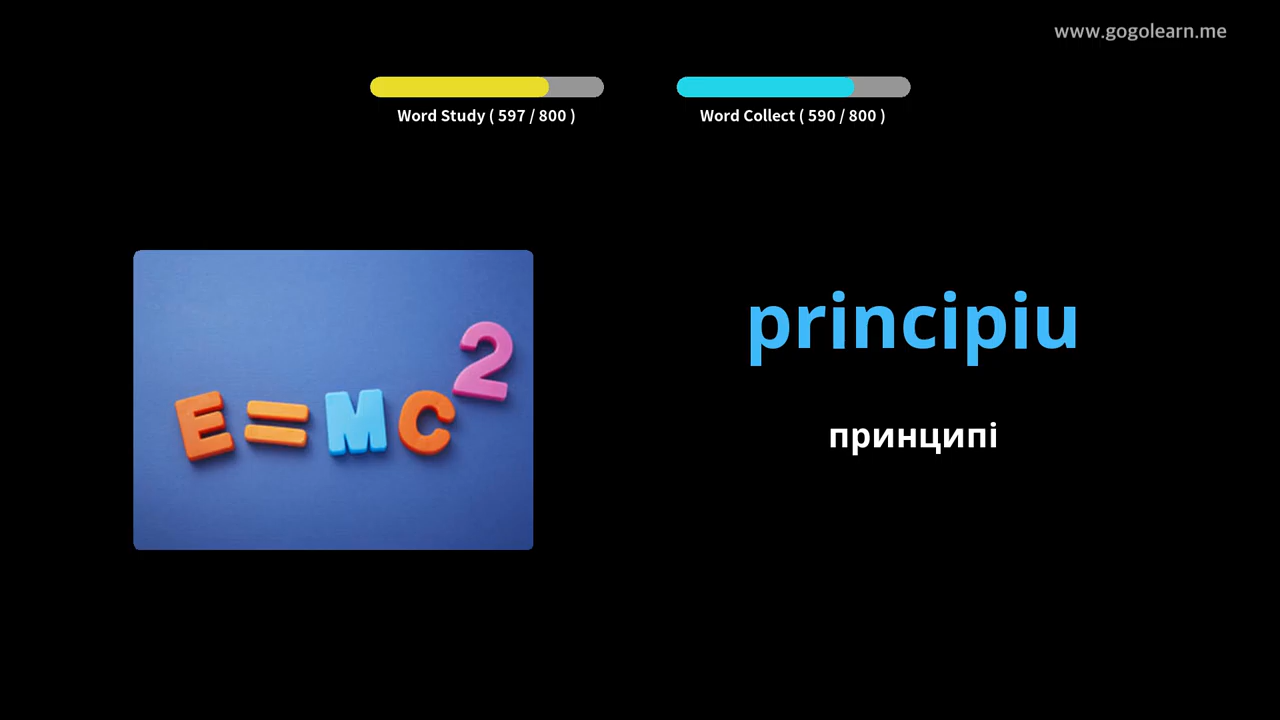 www.gogolearn.me
Word Study ( 597 / 800 )
Word Collect ( 590 / 800 )
E=MC2
principiu
принципі